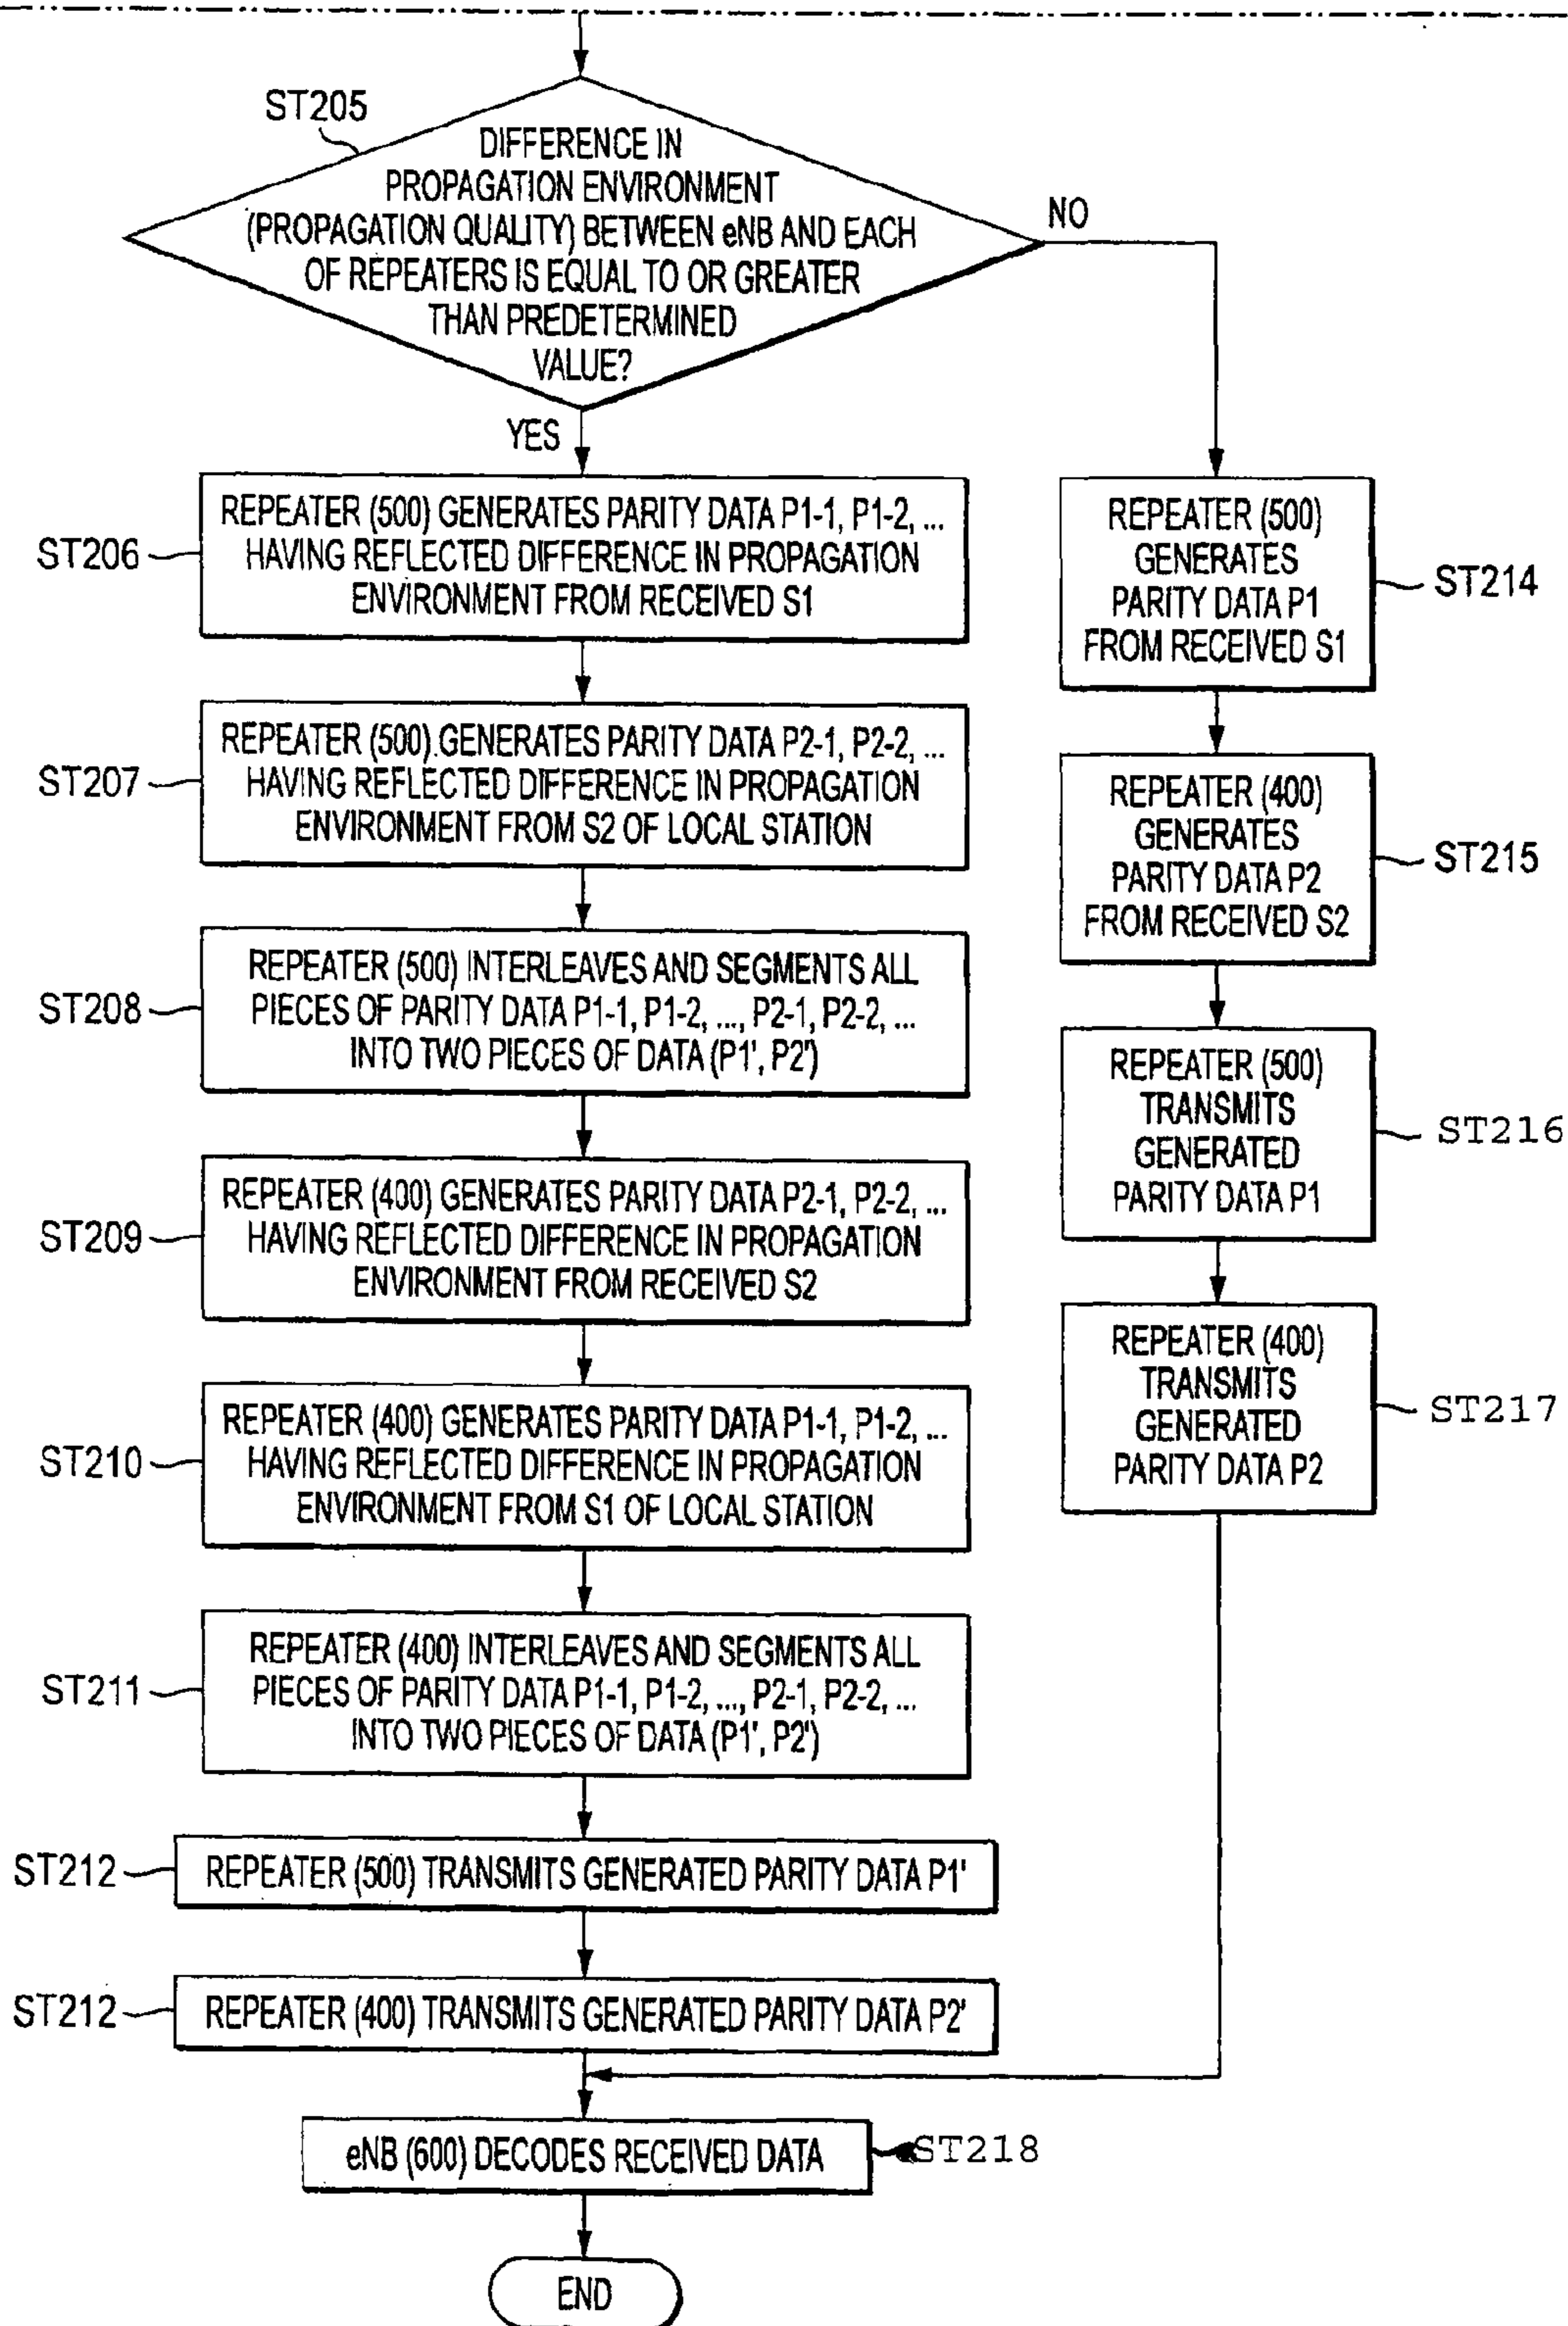 ST205
DIFFERENCE IN
PROPAGATION ENVIRONMENT
(PROPAGATION QUALITY) BETWEEN eNB AND EACH
OF REPEATERS IS EQUAL TO OR GREATER
THAN PREDETERMINED
VALUE?
NO
YES
ST206
REPEATER (500) GENERATES PARITY DATA P1-1, P1-2, ...
HAVING REFLECTED DIFFERENCE IN PROPAGATION
ENVIRONMENT FROM RECEIVED S1
ST207
REPEATER (500) GENERATES PARITY DATA P2-1, P2-2, ...
HAVING REFLECTED DIFFERENCE IN PROPAGATION
ENVIRONMENT FROM S2 OF LOCAL STATION
ST208
REPEATER (500) INTERLEAVES AND SEGMENTS ALL
PIECES OF PARITY DATA P1-1, P1-2, ..., P2-1, P2-2, ...
INTO TWO PIECES OF DATA (P1', P2')
ST209
REPEATER (400) GENERATES PARITY DATA P2-1, P2-2, ...
HAVING REFLECTED DIFFERENCE IN PROPAGATION
ENVIRONMENT FROM RECEIVED S2
ST210
REPEATER (400) GENERATES PARITY DATA P1-1, P1-2, ...
HAVING REFLECTED DIFFERENCE IN PROPAGATION
ENVIRONMENT FROM S1 OF LOCAL STATION
ST211
REPEATER (400) INTERLEAVES AND SEGMENTS ALL
PIECES OF PARITY DATA P1-1, P1-2, ..., P2-1, P2-2, ...
INTO TWO PIECES OF DATA (P1', P2')
ST212
REPEATER (500) TRANSMITS GENERATED PARITY DATA P1'
ST212
REPEATER (400) TRANSMITS GENERATED PARITY DATA P2'
REPEATER (500)
GENERATES
PARITY DATA P1
FROM RECEIVED S1
ST214
REPEATER (400)
GENERATES
PARITY DATA P2
FROM RECEIVED S2
ST215
REPEATER (500)
TRANSMITS
GENERATED
PARITY DATA P1
ST216
REPEATER (400)
TRANSMITS
GENERATED
PARITY DATA P2
ST217
eNB (600) DECODES RECEIVED DATA
ST218
END